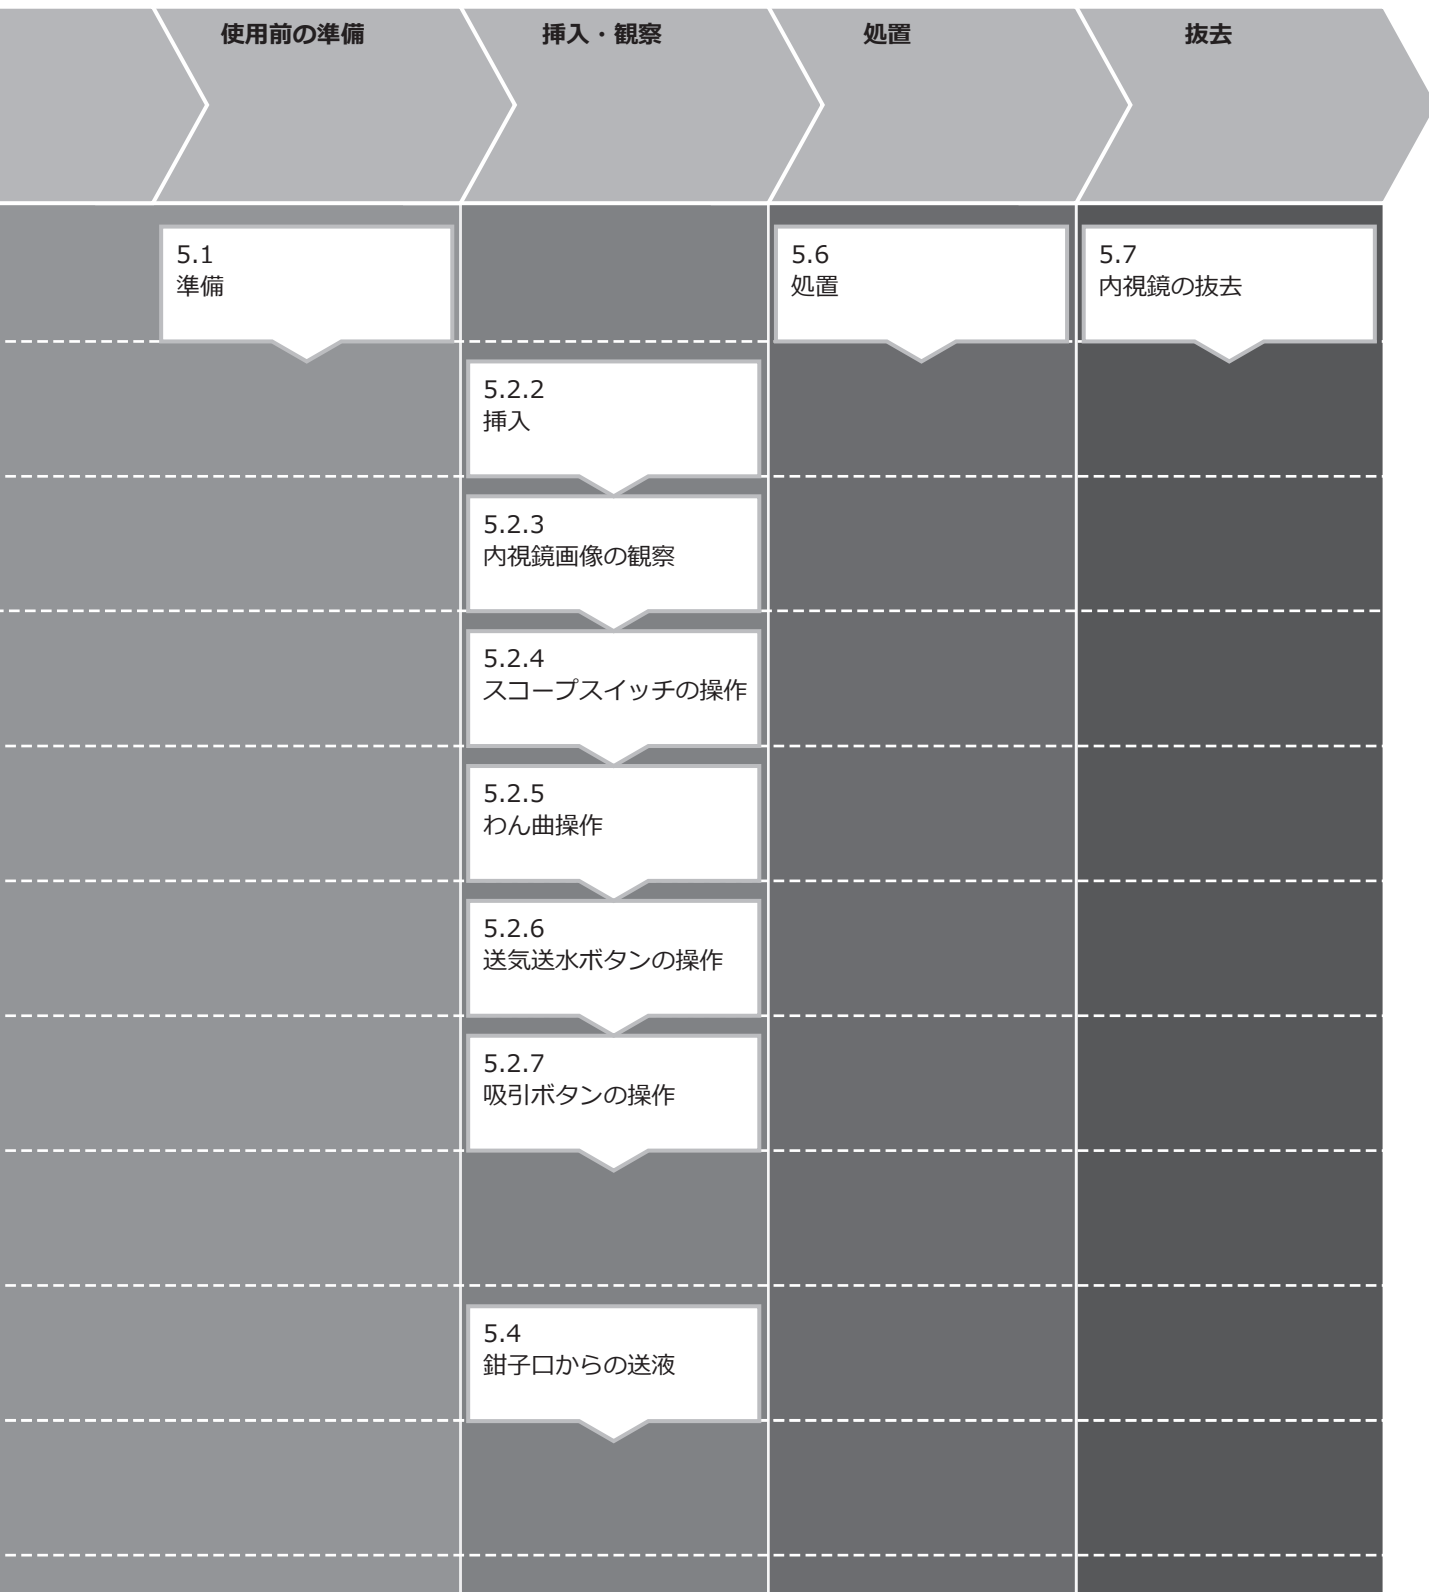 使用前の準備
挿入・観察
処置
抜去
5.1
準備
5.6
処置
5.7
内視鏡の抜去
5.2.2
挿入
5.2.3
内視鏡画像の観察
5.2.4
スコープスイッチの操作
5.2.5
わん曲操作
5.2.6
送気送水ボタンの操作
5.2.7
吸引ボタンの操作
5.4
鉗子口からの送液